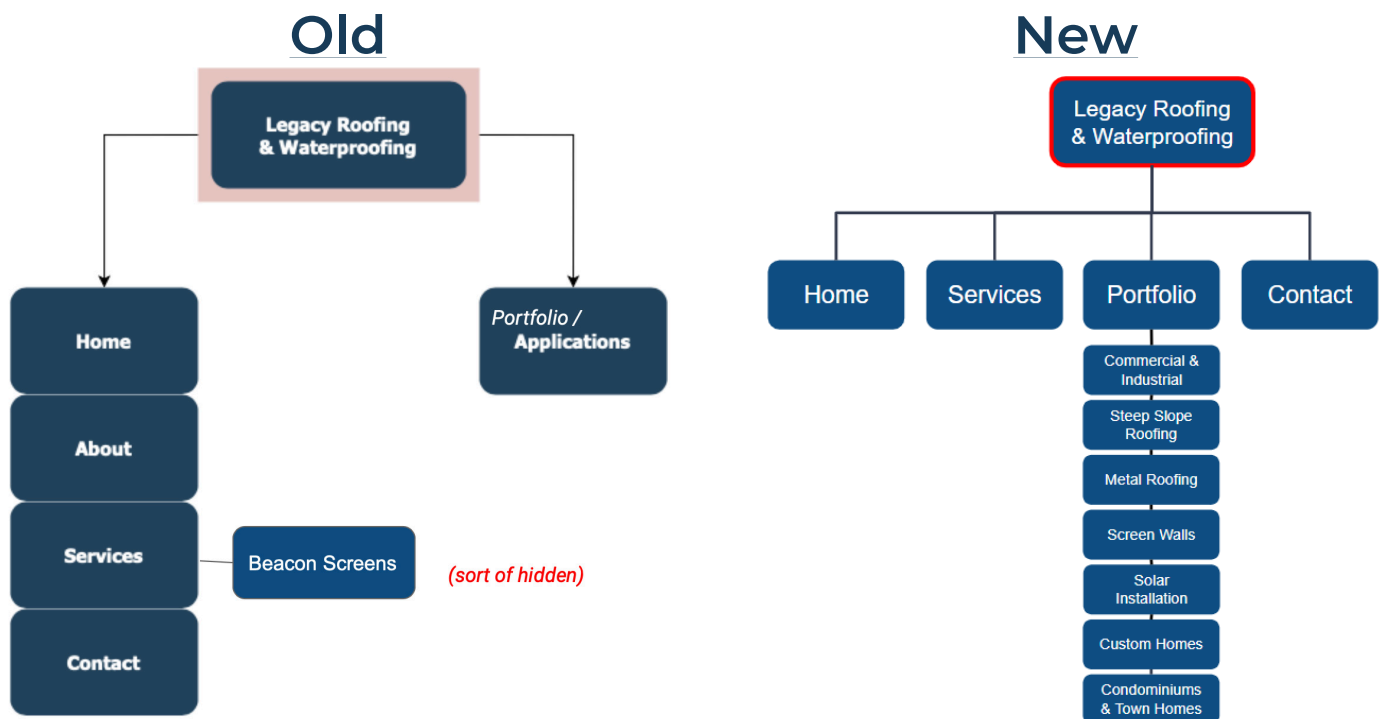 Old
Legacy Roofing
& Waterproofing
Home
About
Services
Contact
Beacon Screens
(sort of hidden)
Portfolio /
Applications
New
Legacy Roofing
& Waterproofing
Home
Services
Portfolio
Contact
Commercial &
Industrial
Steep Slope
Roofing
Metal Roofing
Screen Walls
Solar
Installation
Custom Homes
Condominiums
& Town Homes